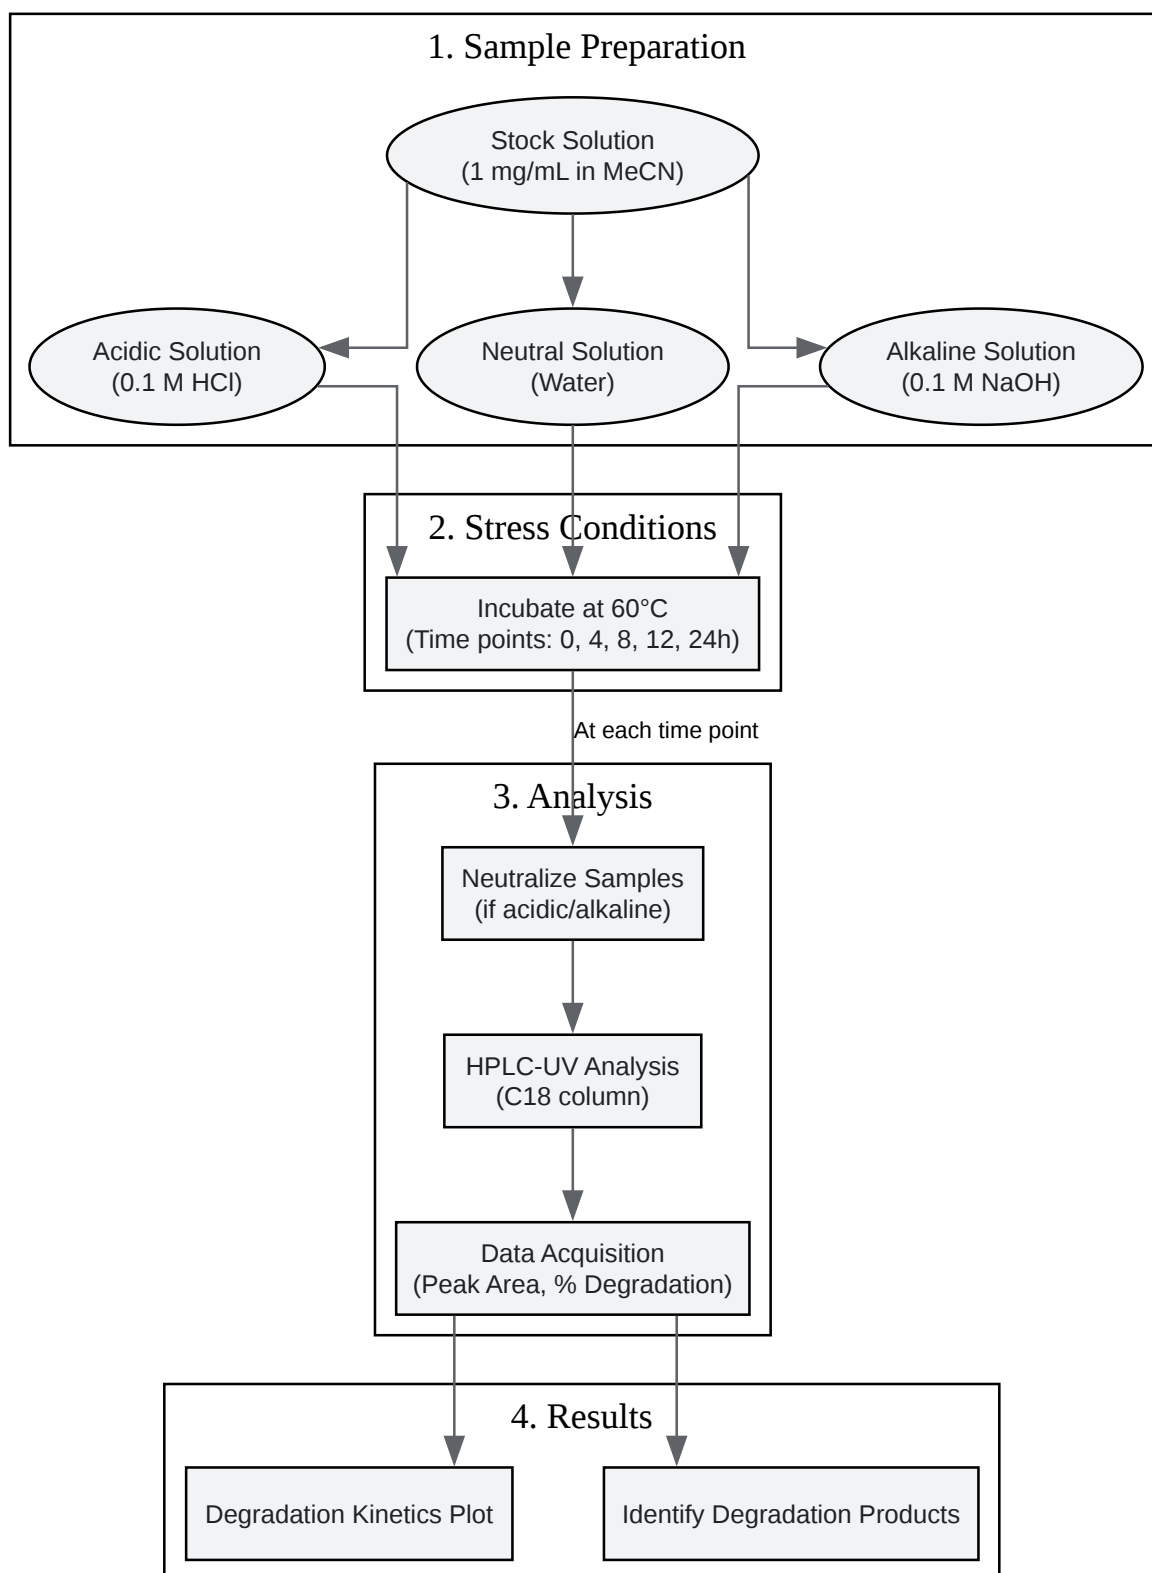 1. Sample Preparation
Stock Solution
(1 mg/mL in MeCN)
Acidic Solution
(0.1 M HCl)
Neutral Solution
(Water)
Alkaline Solution
(0.1 M NaOH)
2. Stress Conditions
Incubate at 60°C
(Time points: 0, 4, 8, 12, 24h)
At each time point
3. Analysis
Neutralize Samples
(if acidic/alkaline)
HPLC-UV Analysis
(C18 column)
Data Acquisition
(Peak Area, % Degradation)
4. Results
Degradation Kinetics Plot
Identify Degradation Products